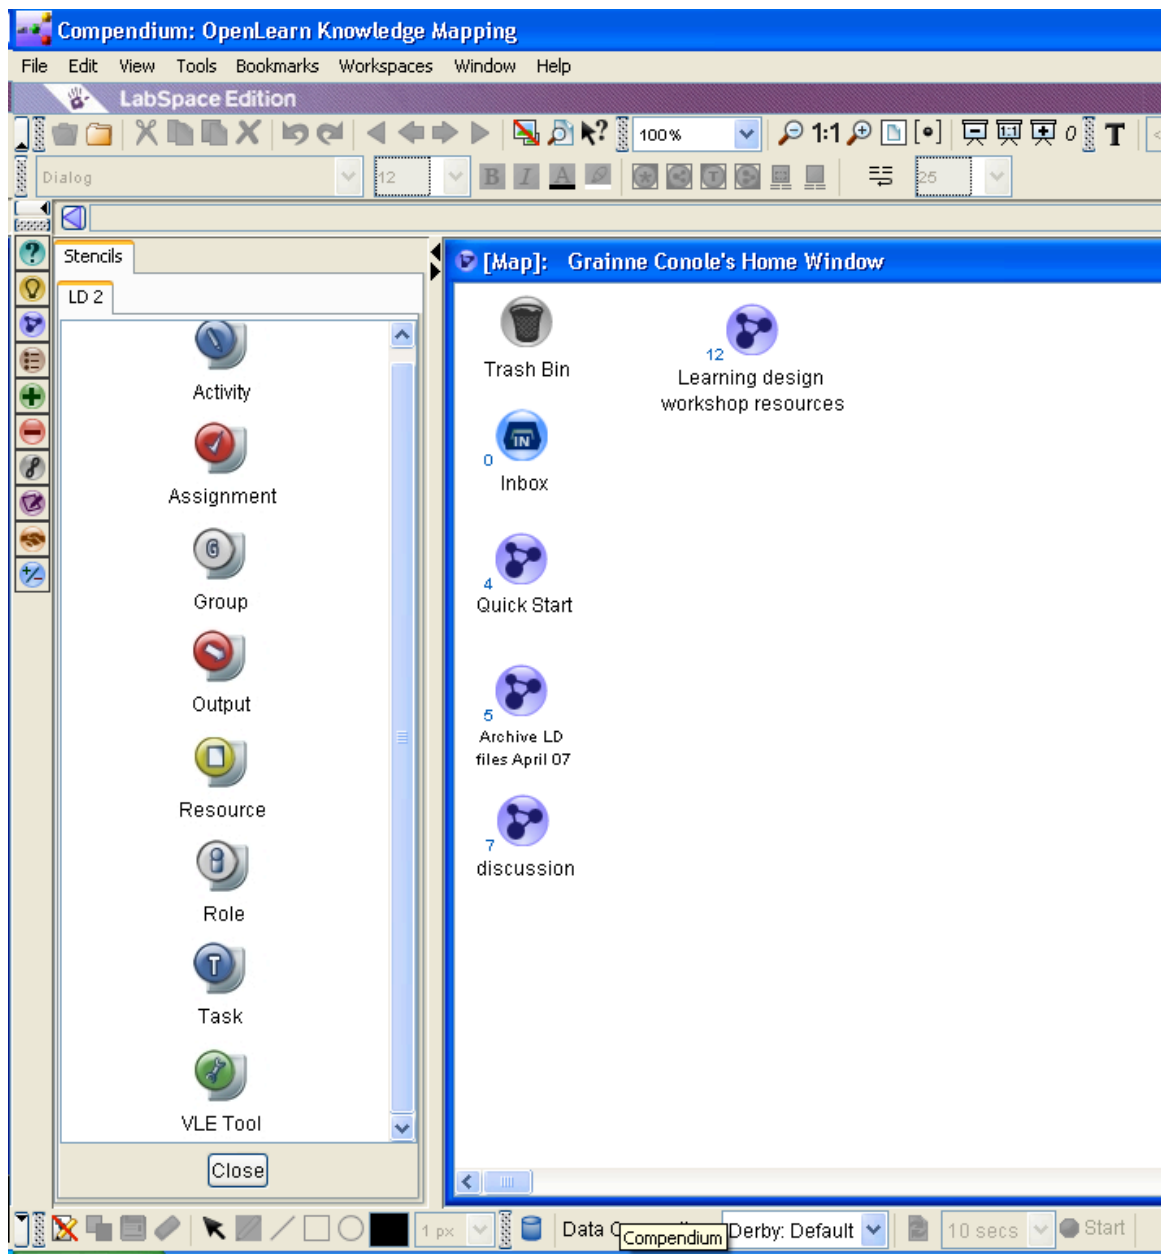 Compendium: OpenLearn Knowledge Mapping
File Edit View Tools Bookmarks Workspaces Window Help
LabSpace Edition
100% 1:1 1:1 0 T
Dialog 12 B I A T 25
Stencils
LD 2
[Map]: Grainne Conole's Home Window
Activity
Assignment
G
Group
Output
Resource
Role
T
Task
VLE Tool
Close
Trash Bin
12
Learning design
workshop resources
IN
0
Inbox
4
Quick Start
5
Archive LD
files April 07
7
discussion
1 px Data Derby: Default 10 secs Start
Compendium